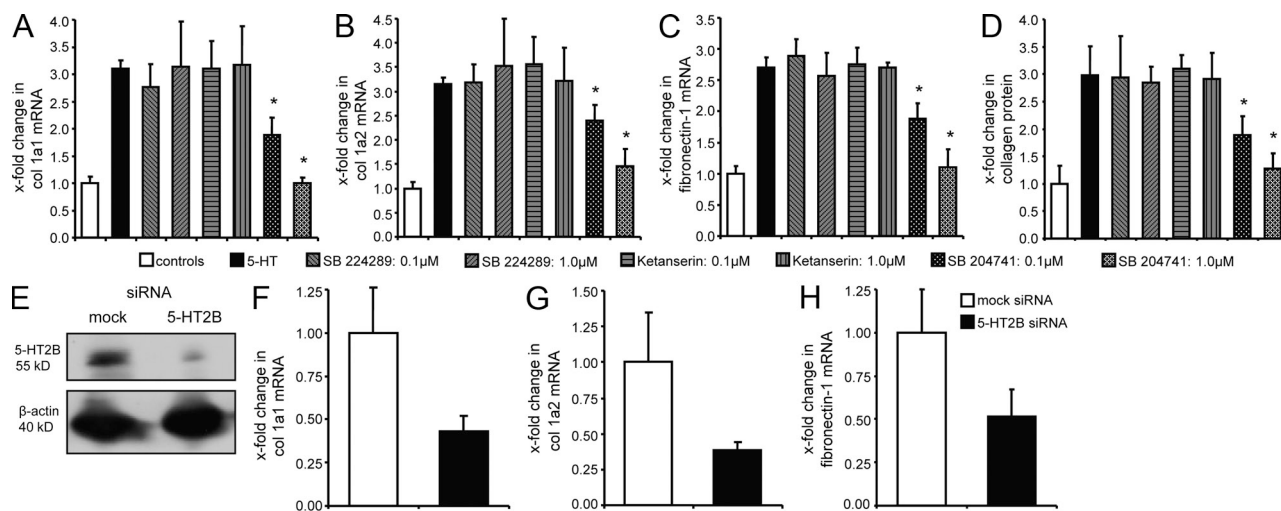 A
x-fold change in
col 1a1 mRNA
4.0
3.5
3.0
2.5
2.0
1.5
1.0
0.5
0.0
*
*
B
x-fold change in
col 1a2 mRNA
4.5
4.0
3.5
3.0
2.5
2.0
1.5
1.0
0.5
0.0
*
*
C
x-fold change in
fibronectin-1 mRNA
3.5
3.0
2.5
2.0
1.5
1.0
0.5
0.0
*
*
D
x-fold change in
collagen protein
4.0
3.5
3.0
2.5
2.0
1.5
1.0
0.5
0.0
*
*
controls 5-HT SB 224289: 0.1µM SB 224289: 1.0µM Ketanserin: 0.1µM Ketanserin: 1.0µM SB 204741: 0.1µM SB 204741: 1.0µM
E
siRNA
mock 5-HT2B
5-HT2B
55 kD
β-actin
40 kD
F
x-fold change in
col 1a1 mRNA
1.25
1.00
0.75
0.50
0.25
0.00
G
x-fold change in
col 1a2 mRNA
1.50
1.25
1.00
0.75
0.50
0.25
0.00
H
x-fold change in
fibronectin-1 mRNA
1.25
1.00
0.75
0.50
0.25
0.00
mock siRNA
5-HT2B siRNA